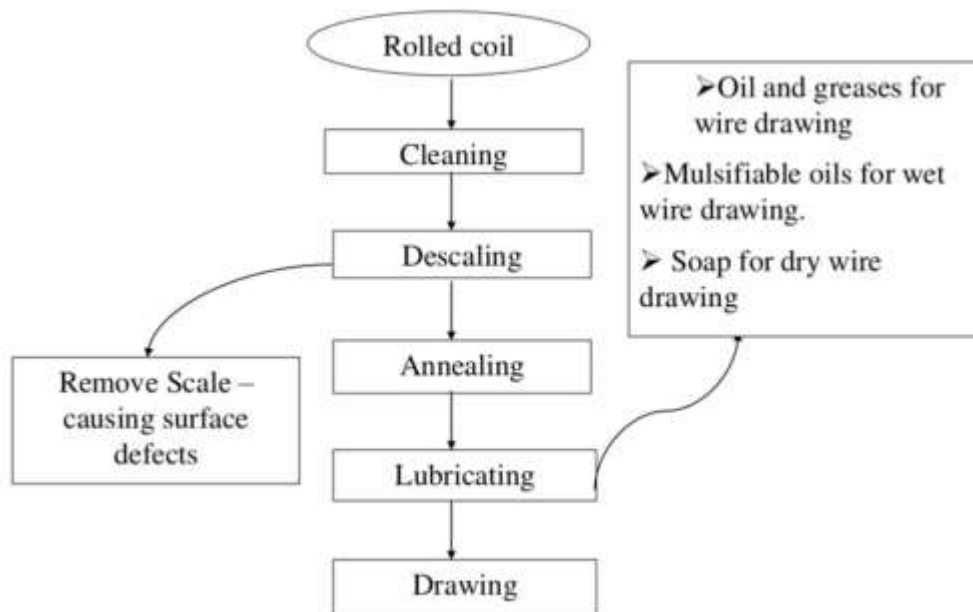 Rolled coil
Cleaning
Descaling
Annealing
Lubricating
Drawing
Remove Scale –
causing surface
defects
➢Oil and greases for
wire drawing
➢Mulsifiable oils for wet
wire drawing.
➢ Soap for dry wire
drawing